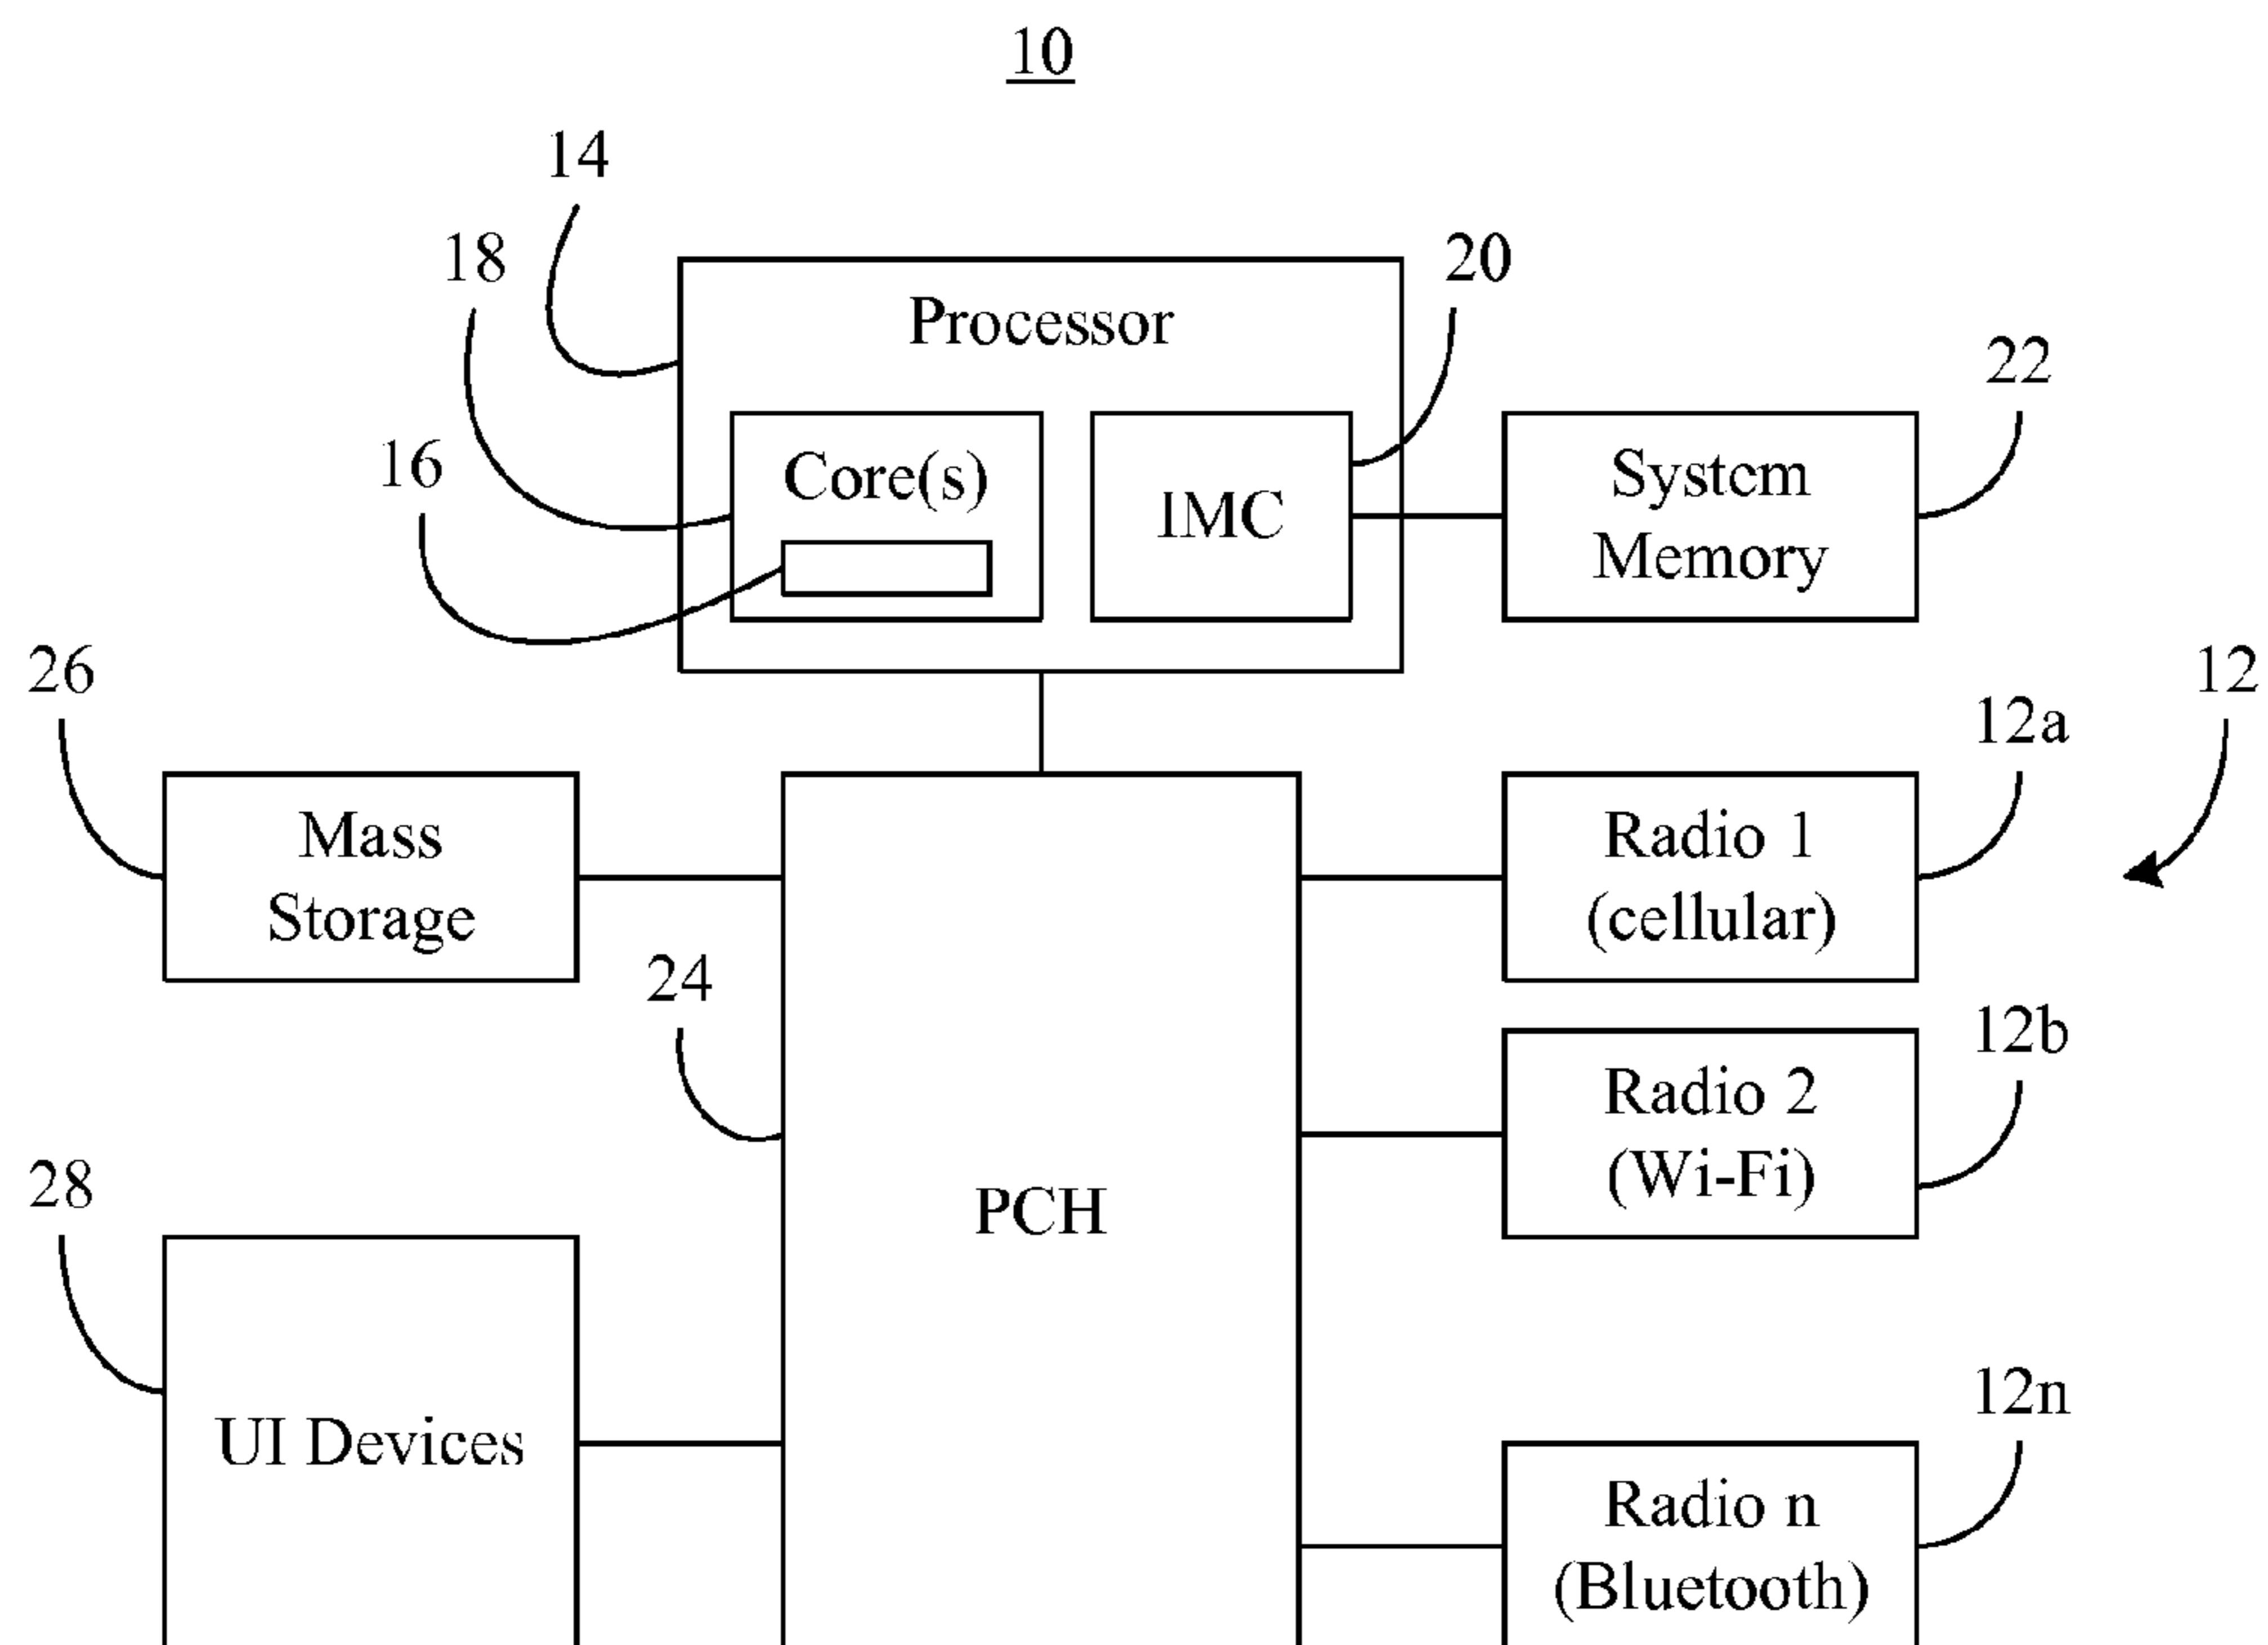 10
14
18
20
Processor
22
16
Core(s)
IMC
System
Memory
26
12
12a
Mass
Storage
Radio 1
(cellular)
24
12b
Radio 2
(Wi-Fi)
28
PCH
12n
UI Devices
Radio n
(Bluetooth)